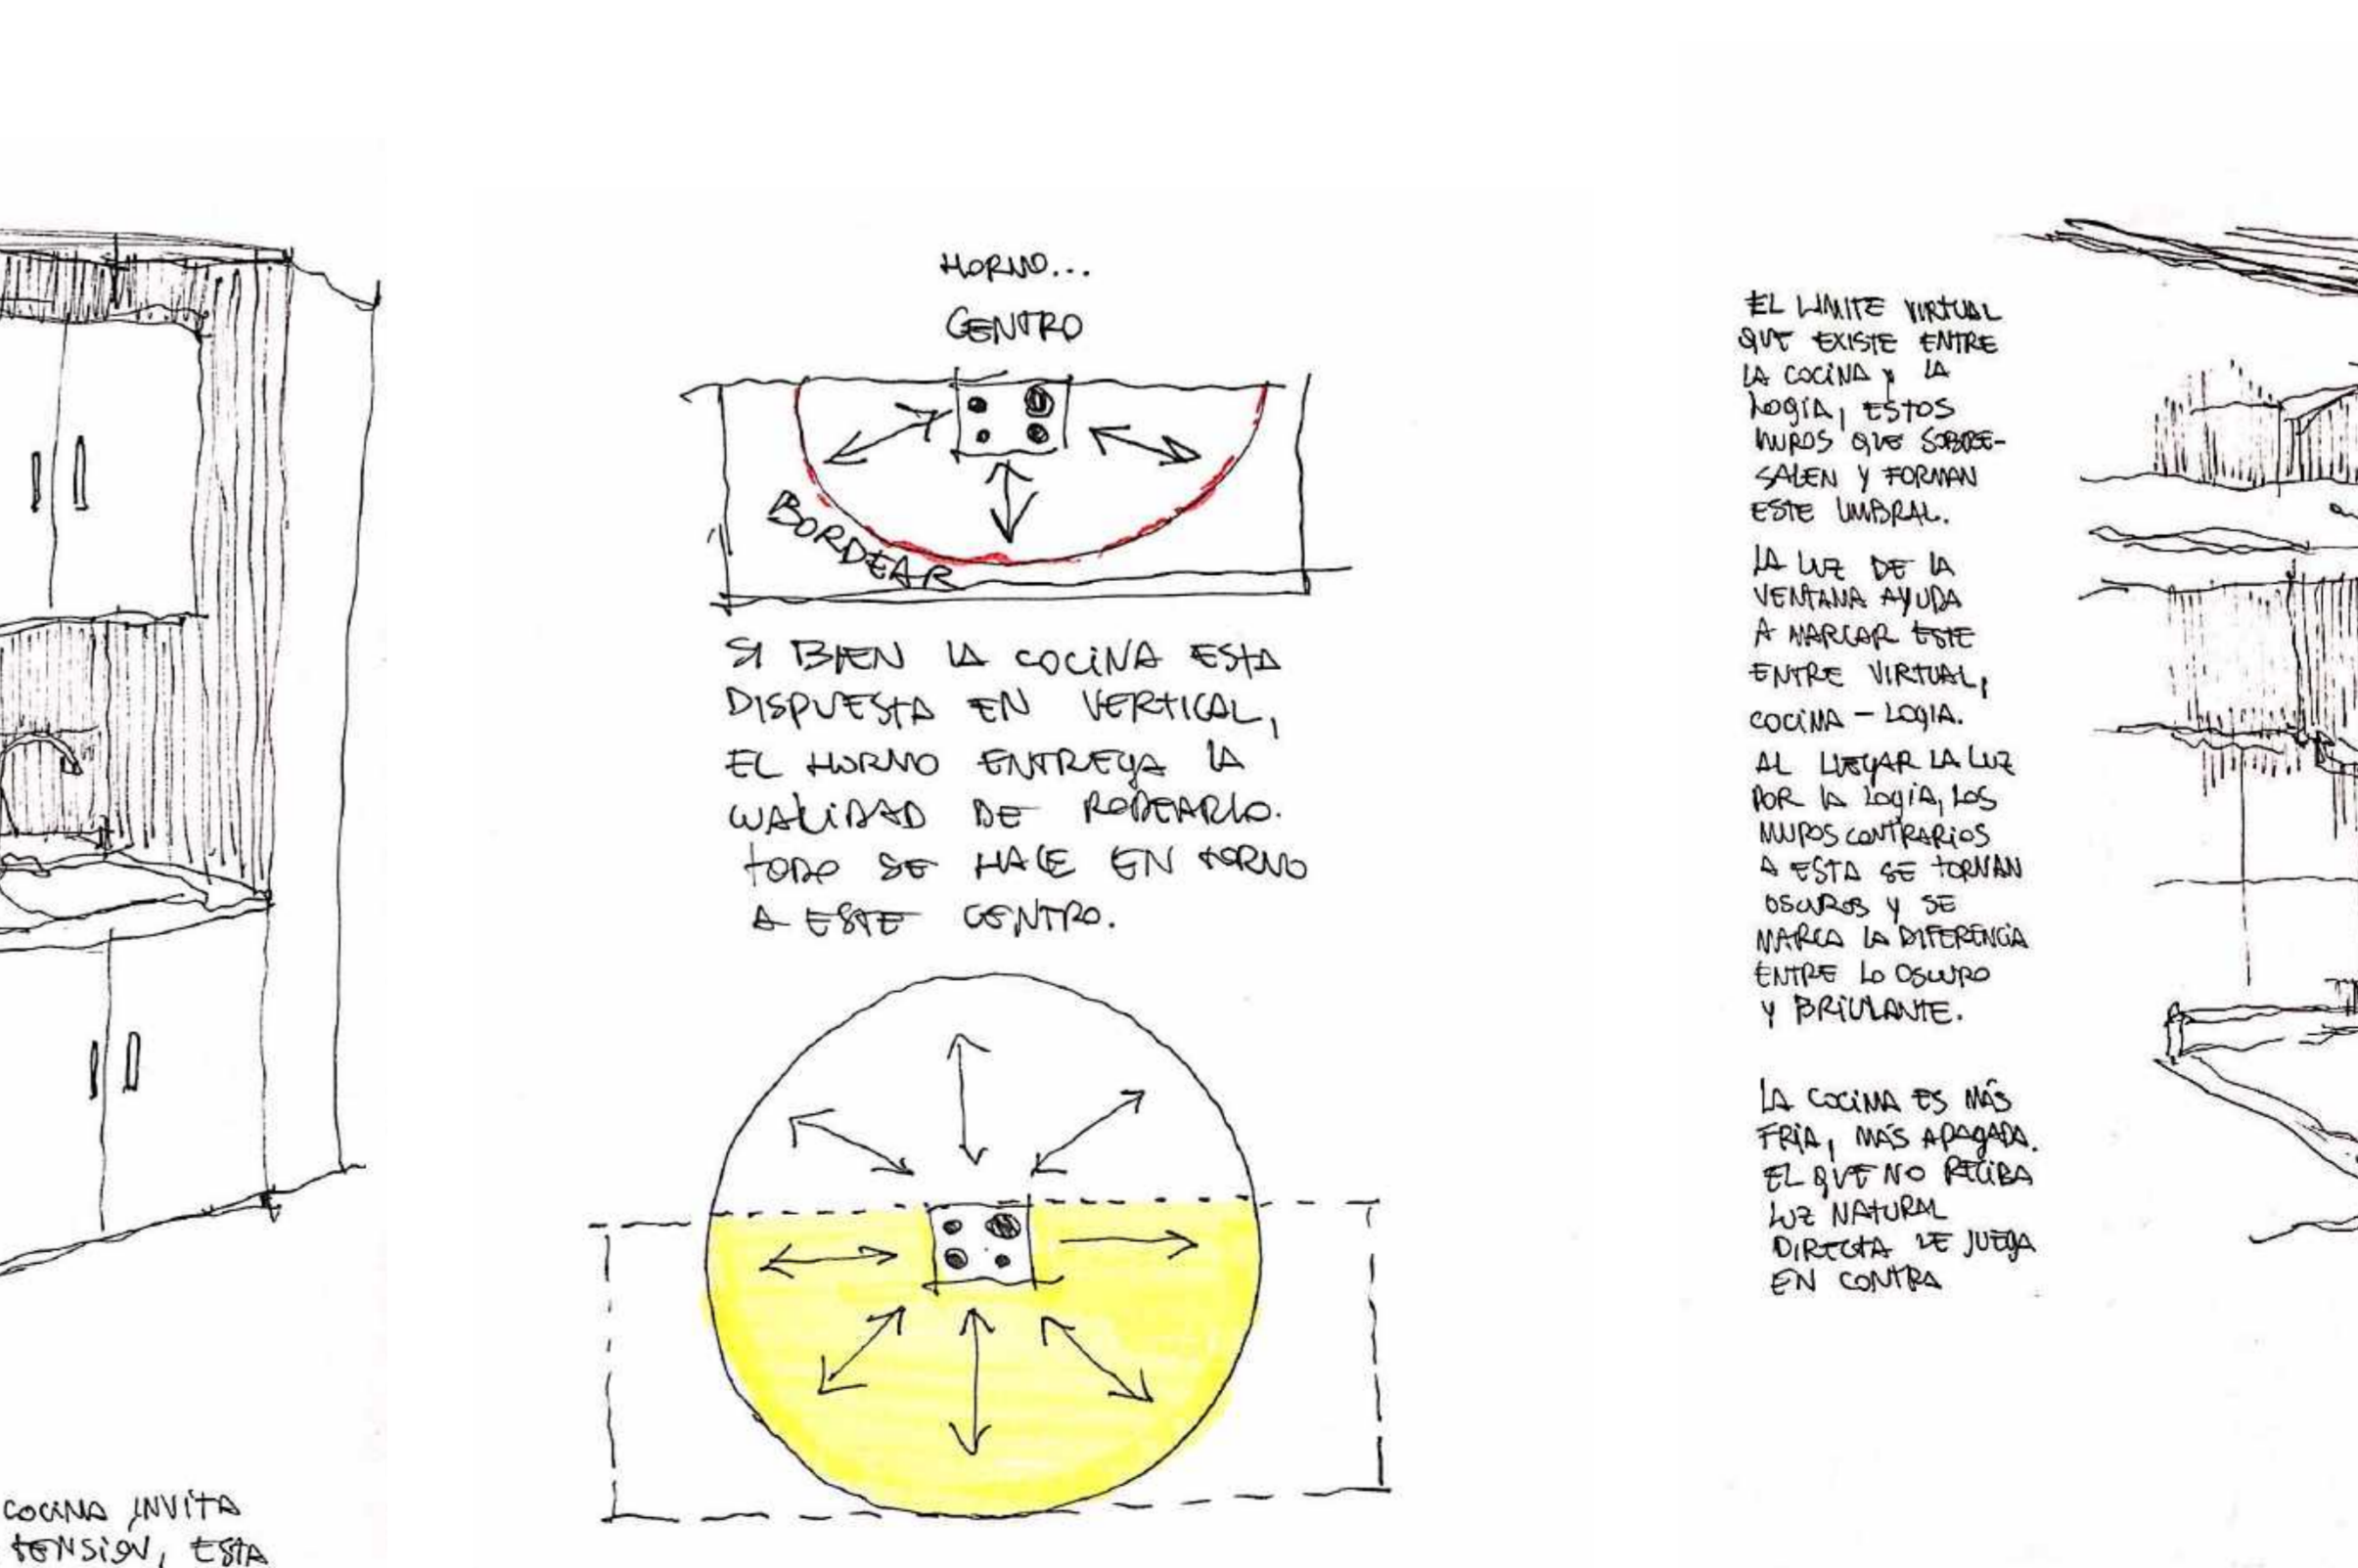 HORNO...
CENTRO
BORDEAR
SI BIEN LA COCINA ESTA
DISPUESTA EN VERTICAL,
EL HORNO ENTREGA LA
CUALIDAD DE RODEARLO.
TODO SE HACE EN TORNO
A ESTE CENTRO.
COCINA INVITA
TENSION, ESTA
EL LIMITE VIRTUAL
QUE EXISTE ENTRE
LA COCINA Y LA
LOGIA, ESTOS
MUROS QUE SOBRE-
SALEN Y FORMAN
ESTE UMBRAL.
LA LUZ DE LA
VENTANA AYUDA
A MARCAR ESTE
ENTRE VIRTUAL,
COCINA - LOGIA.
AL LLEGAR LA LUZ
POR LA LOGIA, LOS
MUROS CONTRARIOS
A ESTA SE TORNAN
OSCUROS Y SE
MARCA LA DIFERENCIA
ENTRE LO OSCURO
Y BRILLANTE.
LA COCINA ES MÁS
FRIA, MÁS APAGADA.
EL QUE NO RECIBA
LUZ NATURAL
DIRECTA LE JUEGA
EN CONTRA